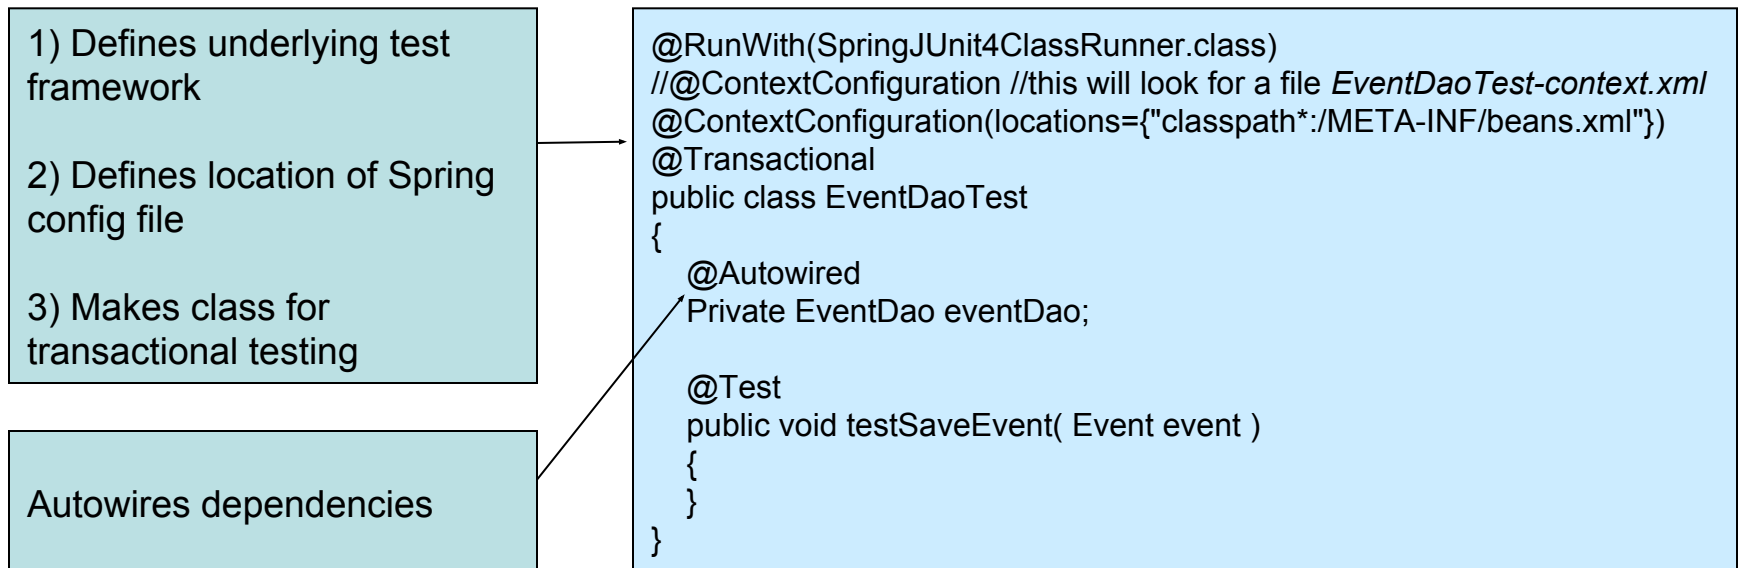 1) Defines underlying test
framework
2) Defines location of Spring
config file
3) Makes class for
transactional testing
Autowires dependencies
@RunWith(SpringJUnit4ClassRunner.class)
//@ContextConfiguration //this will look for a file EventDaoTest-context.xml
@ContextConfiguration(locations={"classpath*:/META-INF/beans.xml"})
@Transactional
public class EventDaoTest
{
@Autowired
Private EventDao eventDao;
@Test
public void testSaveEvent( Event event )
{
}
}